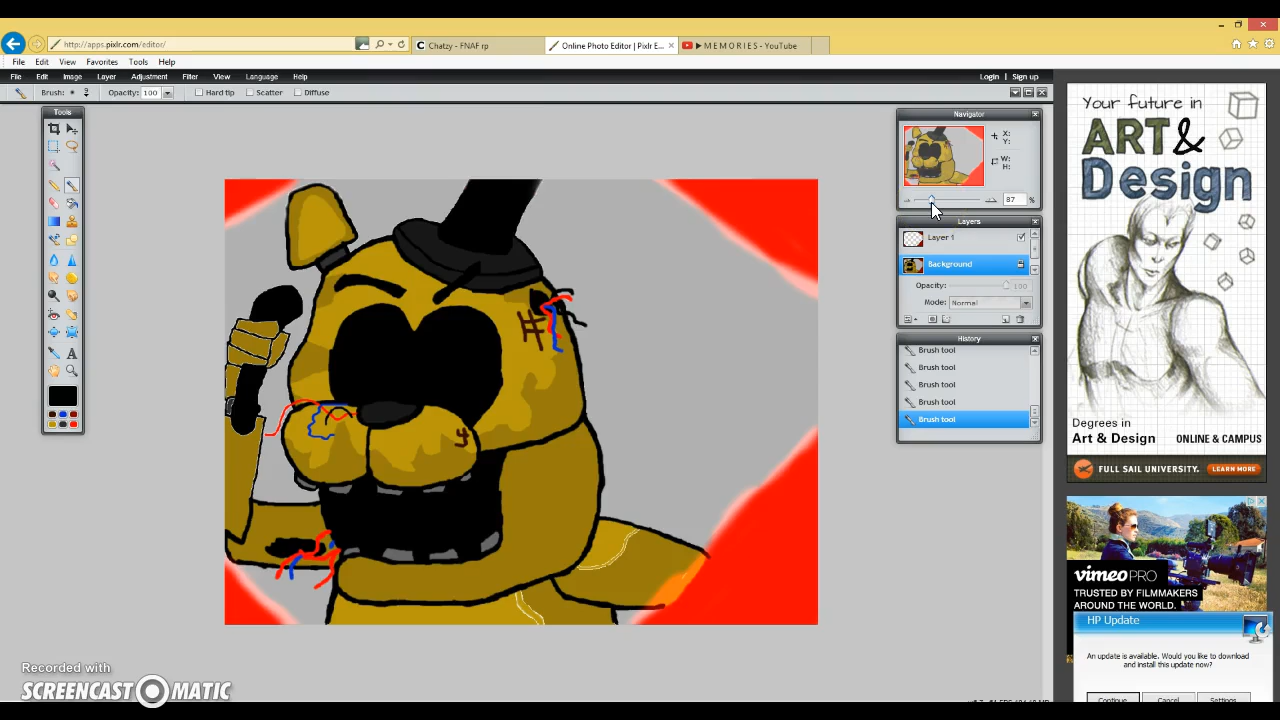 http://apps.pixlr.com/editor/
Chatzy - FNAF rp
Online Photo Editor | Pixlr E...
M E M O R I E S - YouTube
File Edit View Favorites Tools Help
File Edit Image Layer Adjustment Filter View Language Help
Login | Sign up
Brush: Opacity: 100 Hard tip Scatter Diffuse
Tools
Navigator
X:
Y:
W:
H:
87 %
Layers
Layer 1
Background
Opacity: 100
Mode: Normal
History
Brush tool
Brush tool
Brush tool
Brush tool
Brush tool
Your future in
ART &
Design
Degrees in
Art & Design ONLINE & CAMPUS
FULL SAIL UNIVERSITY. LEARN MORE
vimeo PRO
TRUSTED BY FILMMAKERS
AROUND THE WORLD.
HP Update
An update is available. Would you like to download
and install this update now?
Continue Cancel Settings
Recorded with
SCREENCAST O MATIC